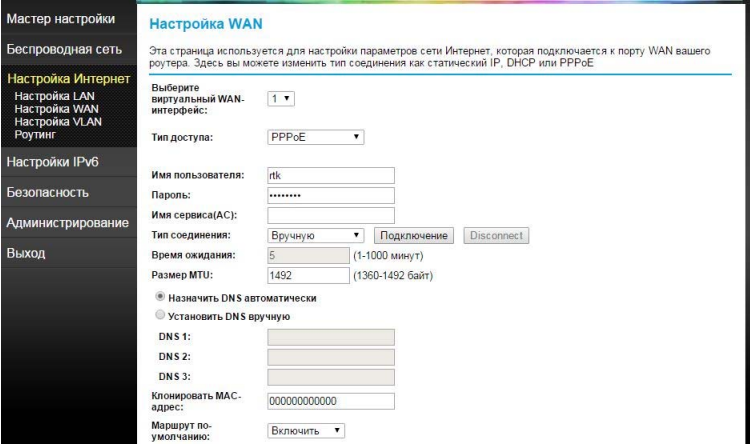 Мастер настройки
Беспроводная сеть
Настройка Интернет
Настройка LAN
Настройка WAN
Настройка VLAN
Роутинг
Настройки IPv6
Безопасность
Администрирование
Выход
Настройка WAN
Эта страница используется для настройки параметров сети Интернет, которая подключается к порту WAN вашего
роутера. Здесь вы можете изменить тип соединения как статический IP, DHCP или PPPoE
Выберите
виртуальный WAN-
интерфейс: 1
Тип доступа: PPPoE
Имя пользователя: rtk
Пароль: ••••••••
Имя сервиса(AC):
Тип соединения: Вручную Подключение Disconnect
Время ожидания: 5 (1-1000 минут)
Размер MTU: 1492 (1360-1492 байт)
Назначить DNS автоматически
Установить DNS вручную
DNS 1:
DNS 2:
DNS 3:
Клонировать MAC-
адрес: 000000000000
Маршрут по-
умолчанию: Включить